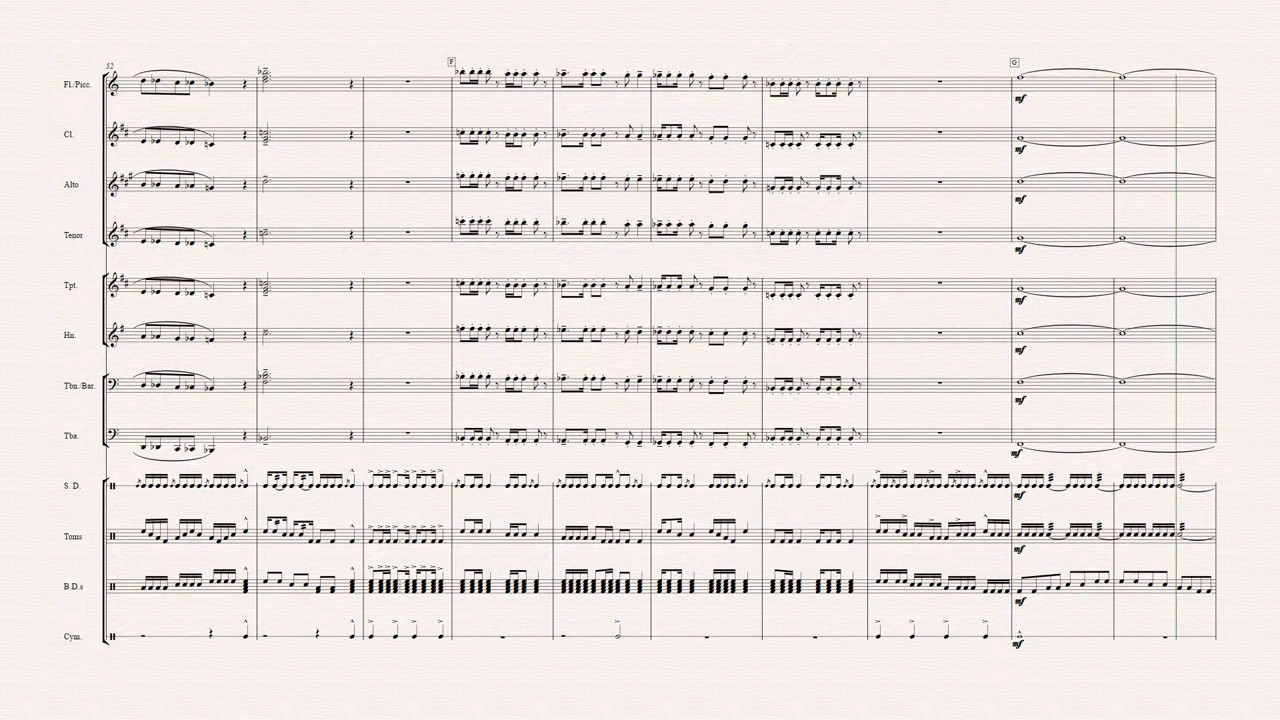 52
F
G
Fl./Picc.
mf
Cl.
mf
Alto
mf
Tenor
mf
Tpt.
mf
Hn.
mf
Tbn./Bar.
mf
Tba.
mf
S. D.
mf
Toms
mf
B.D.s
mf
Cym.
mf